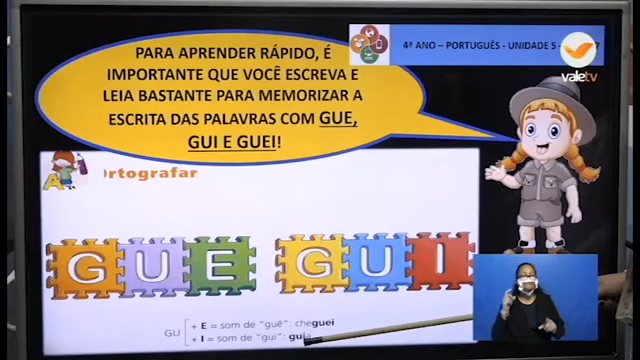 4º ANO – PORTUGUÊS - UNIDADE 5 -
valetv
PARA APRENDER RÁPIDO, É
IMPORTANTE QUE VOCÊ ESCREVA E
LEIA BASTANTE PARA MEMORIZAR A
ESCRITA DAS PALAVRAS COM GUE,
GUI E GUEI!
Ortografar
GUE GUI
GU + E = som de "guê": cheguei
+ I = som de "gui":